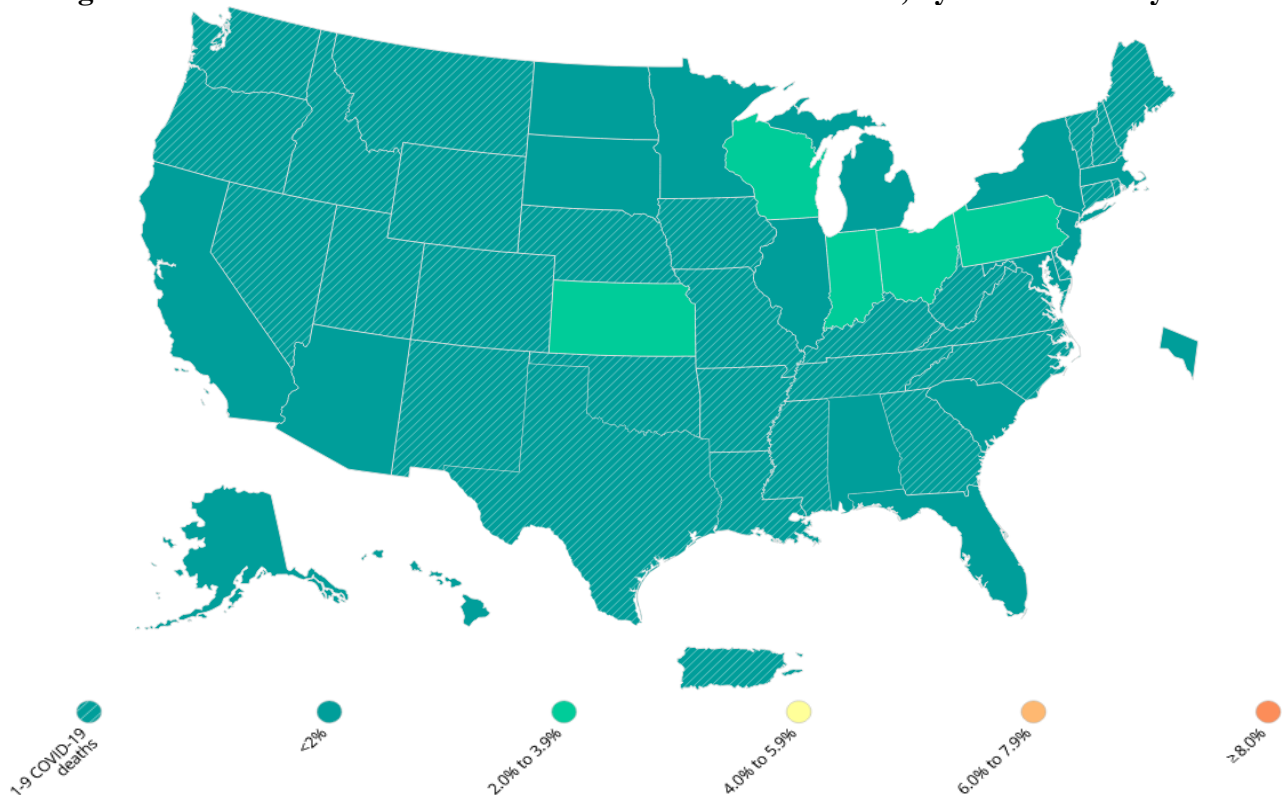 1-9 COVID-19
deaths
<2%
2.0% to 3.9%
4.0% to 5.9%
6.0% to 7.9%
≥8.0%